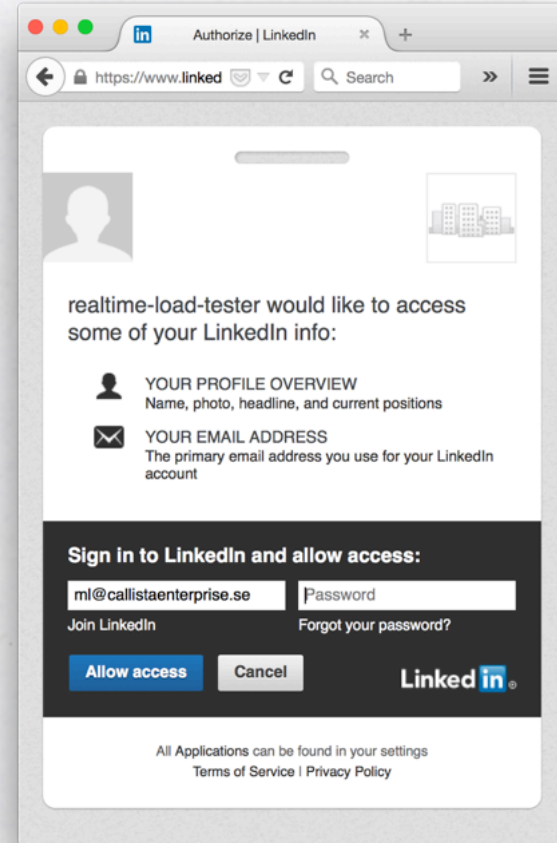 in Authorize | LinkedIn × +
https://www.linked Search »
realtime-load-tester would like to access
some of your LinkedIn info:
YOUR PROFILE OVERVIEW
Name, photo, headline, and current positions
YOUR EMAIL ADDRESS
The primary email address you use for your LinkedIn
account
Sign in to LinkedIn and allow access:
ml@callistaenterprise.se Password
Join LinkedIn Forgot your password?
Allow access Cancel Linked in ®
All Applications can be found in your settings
Terms of Service | Privacy Policy